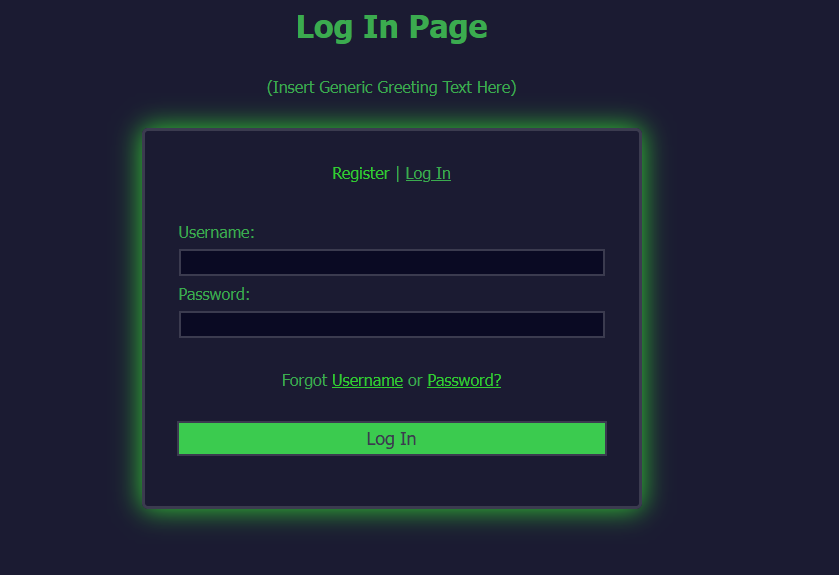 Log In Page
(Insert Generic Greeting Text Here)
Register | Log In
Username:
Password:
Forgot Username or Password?
Log In